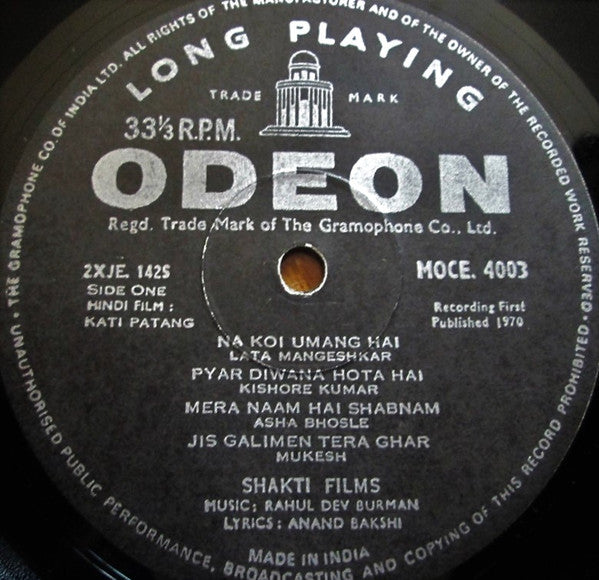 LONG PLAYING
TRADE MARK
33⅓ R.P.M.
ODEON
Regd. Trade Mark of The Gramophone Co., Ltd.
2XJE. 142S
MOCE. 4003
SIDE ONE
HINDI FILM :
KATI PATANG
Recording First
Published 1970
NA KOI UMANG HAI
LATA MANGESHKAR
PYAR DIWANA HOTA HAI
KISHORE KUMAR
MERA NAAM HAI SHABNAM
ASHA BHOSLE
JIS GALIMEN TERA GHAR
MUKESH
SHAKTI FILMS
MUSIC; RAHUL DEV BURMAN
LYRICS : ANAND BAKSHI
MADE IN INDIA
• THE GRAMOPHONE CO. OF INDIA LTD. ALL RIGHTS OF THE MANUFACTURER AND OF THE OWNER OF THE RECORDED WORK RESERVED • UNAUTHORISED PUBLIC PERFORMANCE, BROADCASTING AND COPYING OF THIS RECORD PROHIBITED •